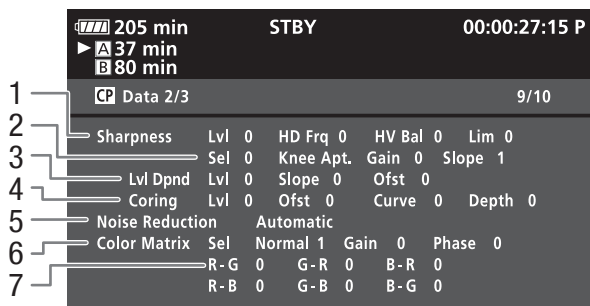 205 min STBY 00:00:27:15 P
A 37 min
B 80 min
CP Data 2/3 9/10
1 Sharpness Lvl 0 HD Frq 0 HV Bal 0 Lim 0
2 Sel 0 Knee Apt. Gain 0 Slope 1
3 Lvl Dpnd Lvl 0 Slope 0 Ofst 0
4 Coring Lvl 0 Ofst 0 Curve 0 Depth 0
5 Noise Reduction Automatic
6 Color Matrix Sel Normal 1 Gain 0 Phase 0
7 R-G 0 G-R 0 B-R 0
R-B 0 G-B 0 B-G 0